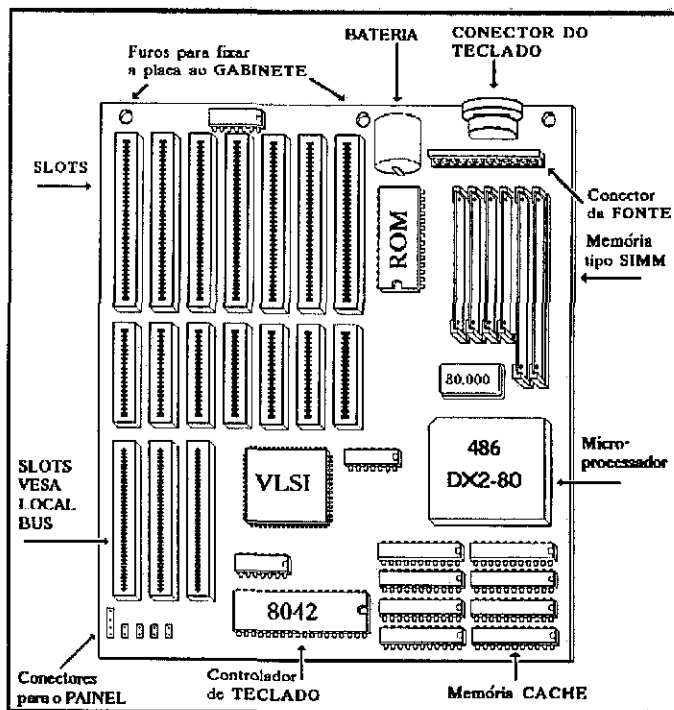 BATERIA
CONECTOR DO
TECLADO
Furos para fixar
a placa ao GABINETE
SLOTS
Conector
da FONTE
ROM
Memória
tipo SIMM
80,000
486
DX2-80
Micro-
processador
SLOTS
VESA
LOCAL
BUS
VLSI
8042
Conectores
para o PAINEL
Controlador
de TECLADO
Memória CACHE